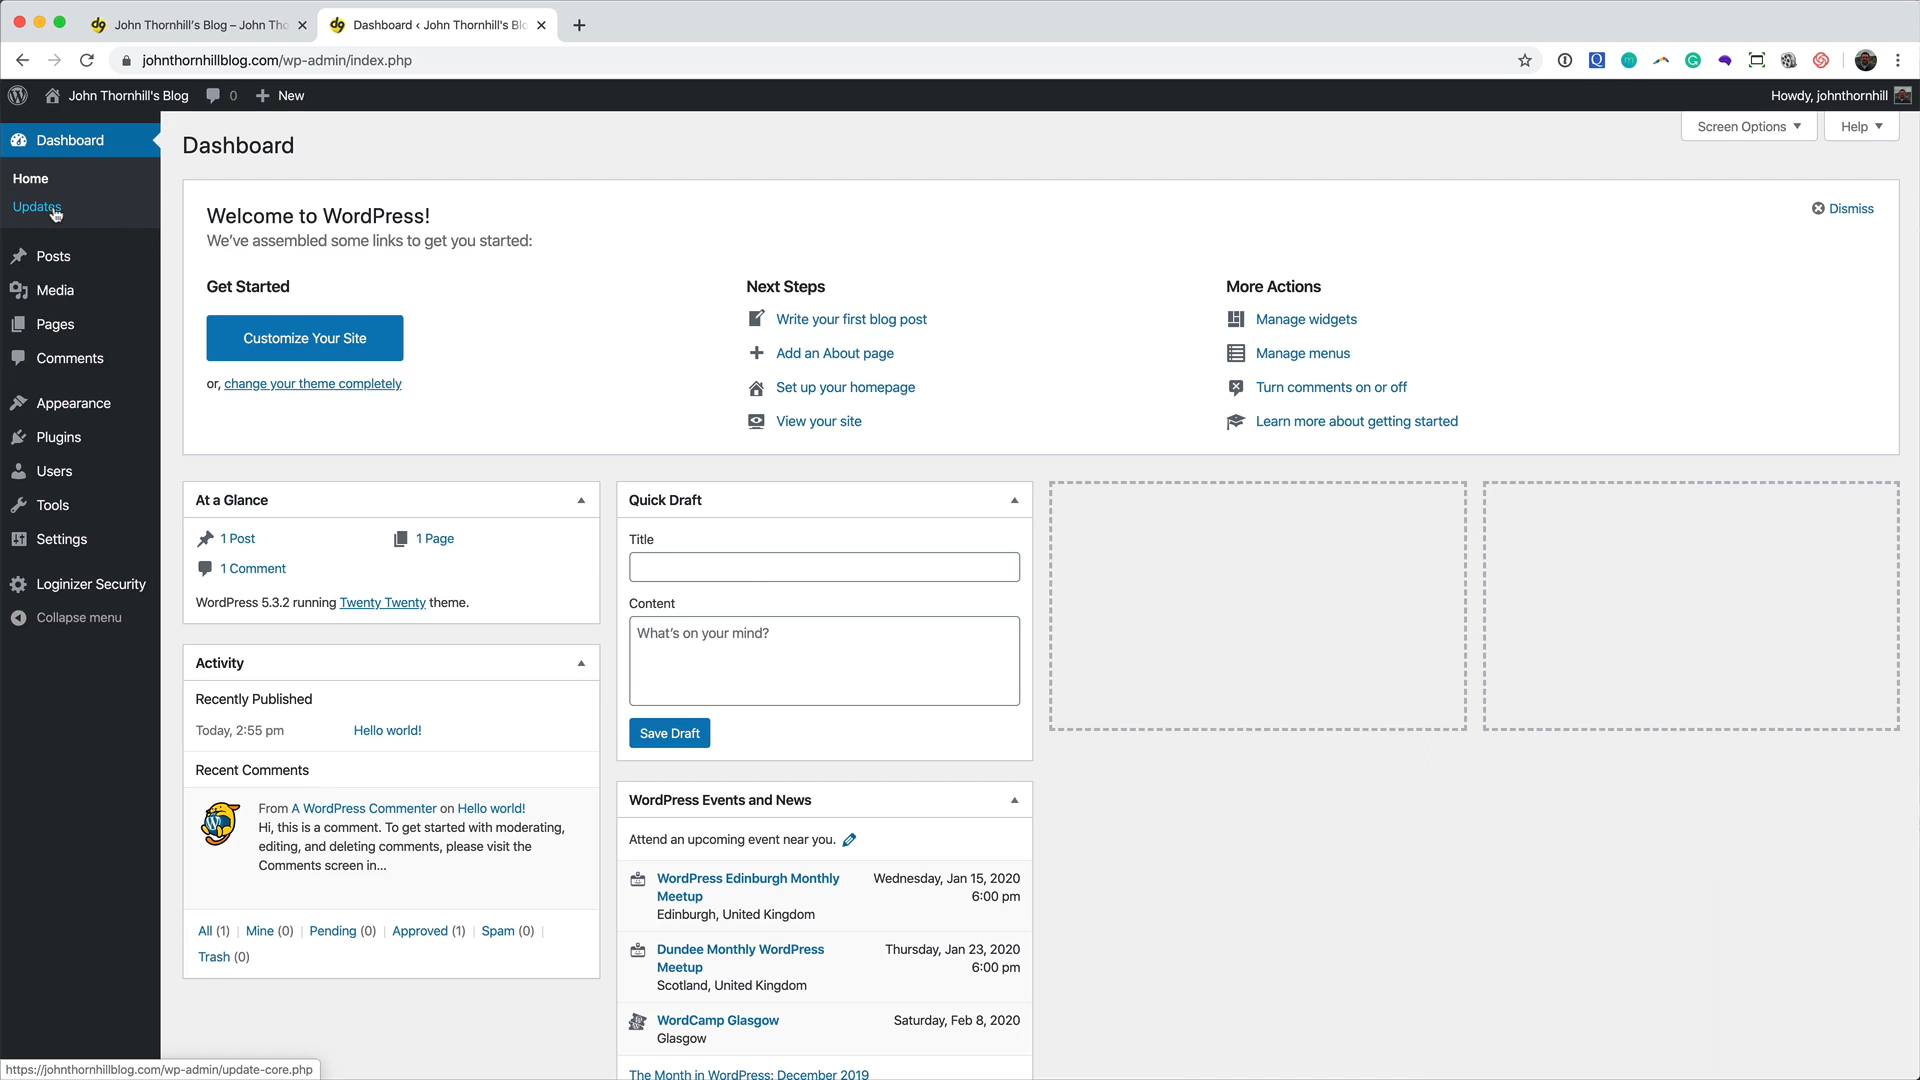 John Thornhill's Blog – John Tho
Dashboard ‹ John Thornhill's Blo
johnthornhillblog.com/wp-admin/index.php
John Thornhill's Blog
0
New
Howdy, johnthornhill
Dashboard
Home
Updates
Posts
Media
Pages
Comments
Appearance
Plugins
Users
Tools
Settings
Loginizer Security
Collapse menu
Dashboard
Screen Options
Help
Welcome to WordPress!
We've assembled some links to get you started:
Dismiss
Get Started
Customize Your Site
or, change your theme completely
Next Steps
Write your first blog post
Add an About page
Set up your homepage
View your site
More Actions
Manage widgets
Manage menus
Turn comments on or off
Learn more about getting started
At a Glance
1 Post
1 Page
1 Comment
WordPress 5.3.2 running Twenty Twenty theme.
Activity
Recently Published
Today, 2:55 pm
Hello world!
Recent Comments
From A WordPress Commenter on Hello world!
Hi, this is a comment. To get started with moderating,
editing, and deleting comments, please visit the
Comments screen in...
All (1) | Mine (0) | Pending (0) | Approved (1) | Spam (0) |
Trash (0)
Quick Draft
Title
Content
What's on your mind?
Save Draft
WordPress Events and News
Attend an upcoming event near you.
WordPress Edinburgh Monthly
Meetup
Edinburgh, United Kingdom
Wednesday, Jan 15, 2020
6:00 pm
Dundee Monthly WordPress
Meetup
Scotland, United Kingdom
Thursday, Jan 23, 2020
6:00 pm
WordCamp Glasgow
Glasgow
Saturday, Feb 8, 2020
The Month in WordPress: December 2019
https://johnthornhillblog.com/wp-admin/update-core.php